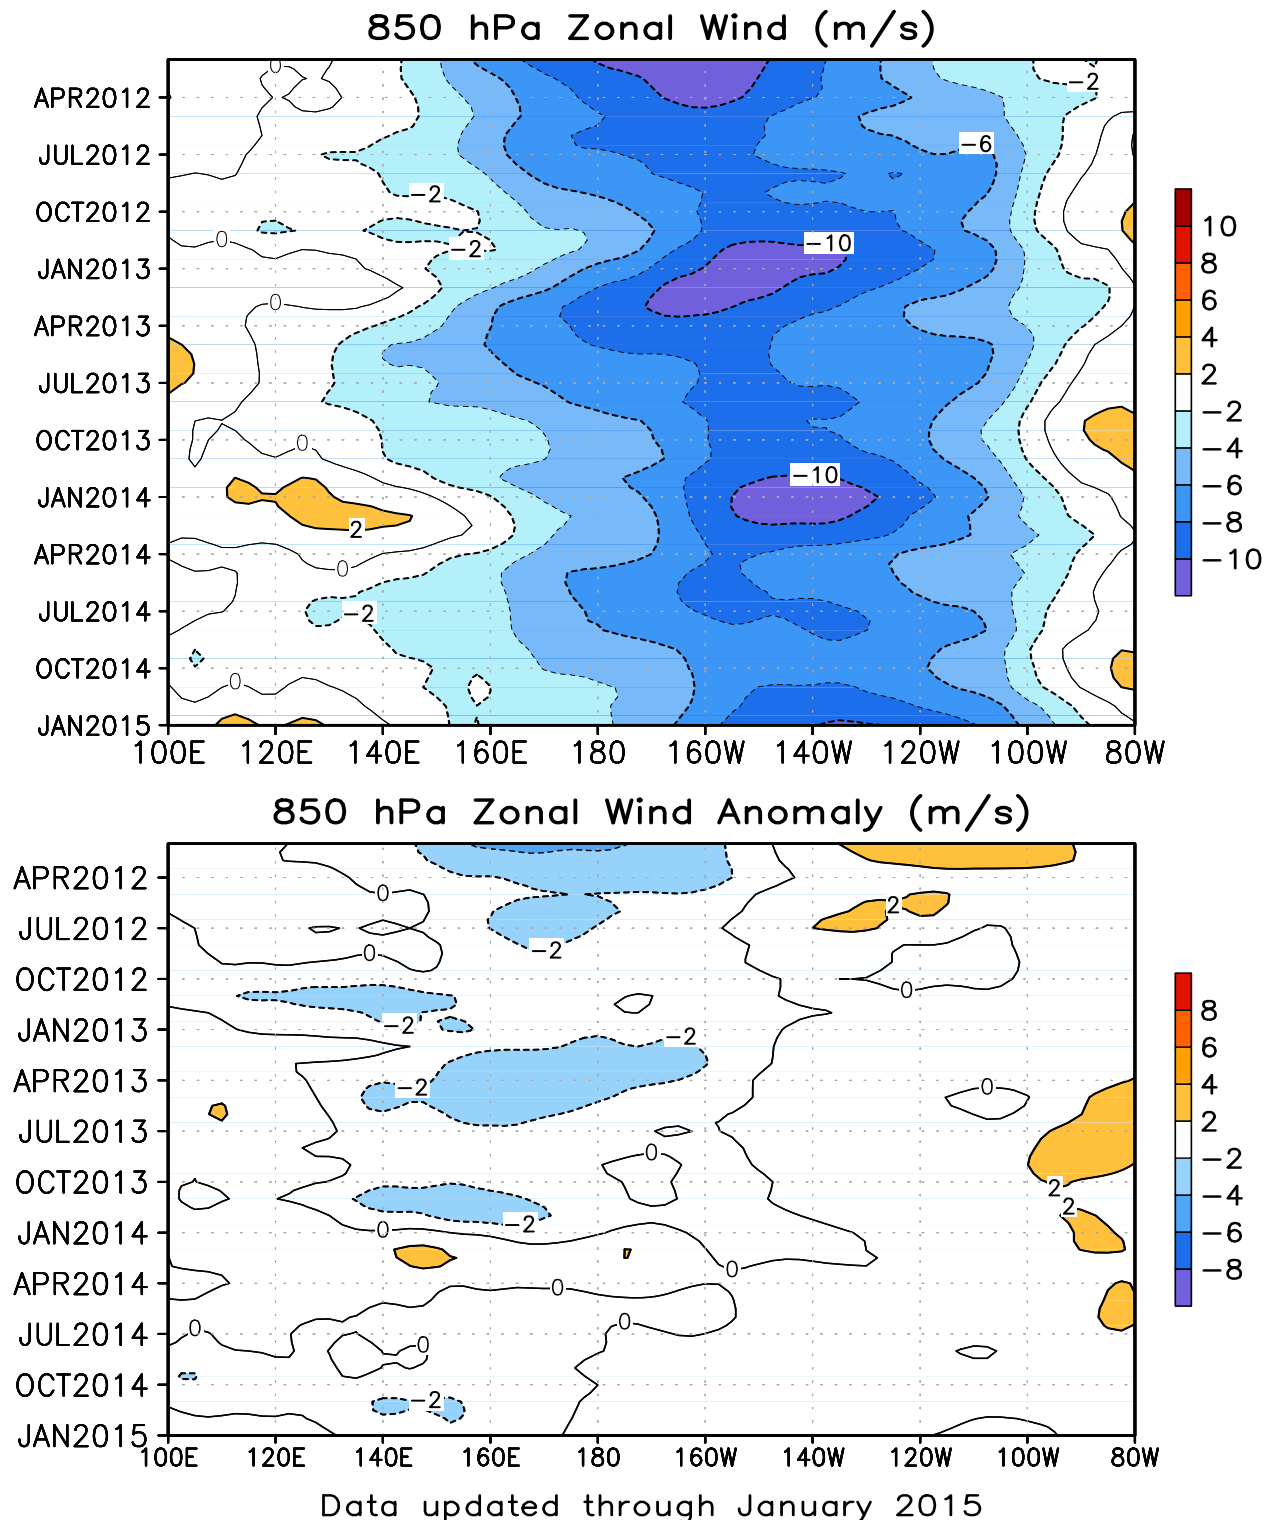 850 hPa Zonal Wind (m/s)
0
−2
APR2012
−6
JUL2012
−2
OCT2012
0
−2
−10
JAN2013
0
APR2013
JUL2013
OCT2013
0
−10
JAN2014
2
APR2014
0
JUL2014
−2
OCT2014
0
JAN2015
100E 120E 140E 160E 180 160W 140W 120W 100W 80W
10
8
6
4
2
−2
−4
−6
−8
−10
850 hPa Zonal Wind Anomaly (m/s)
APR2012
0
2
JUL2012
−2
0
OCT2012
0
−2
JAN2013
−2
APR2013
−2
0
JUL2013
0
OCT2013
2
2
−2
JAN2014
0
0
APR2014
0
0
0
JUL2014
0
OCT2014
−2
JAN2015
100E 120E 140E 160E 180 160W 140W 120W 100W 80W
8
6
4
2
−2
−4
−6
−8
Data updated through January 2015